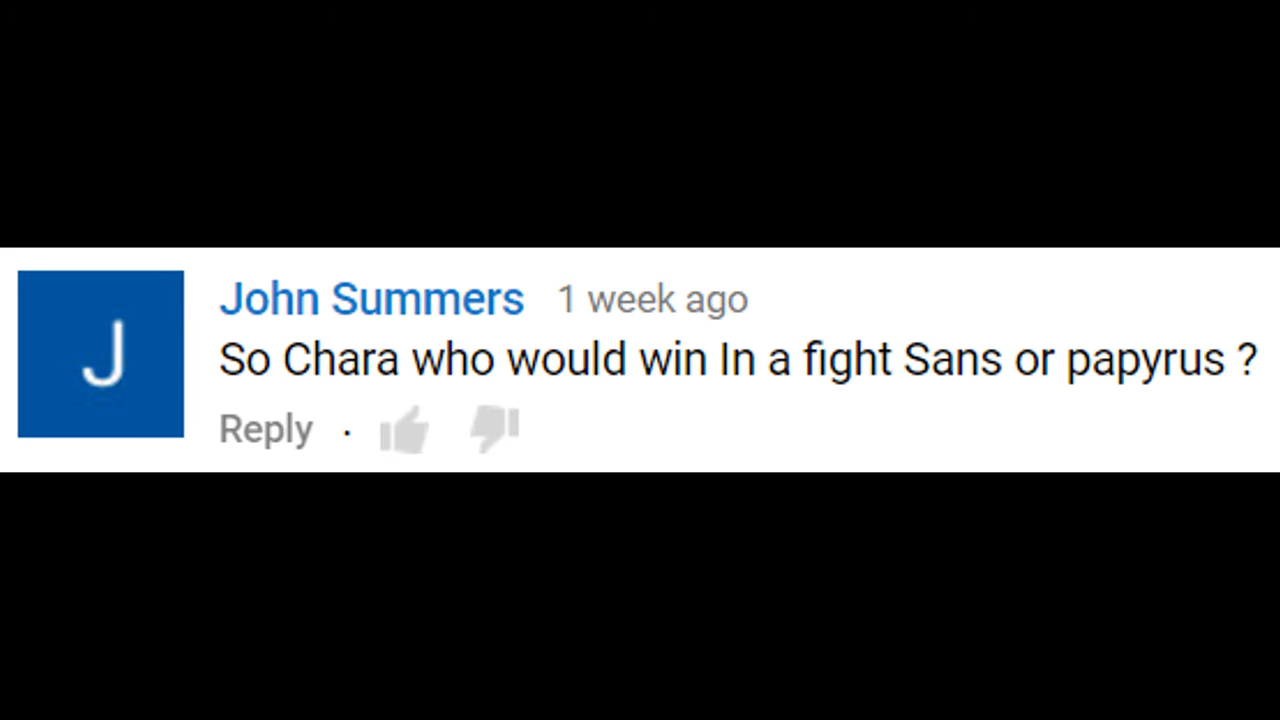 J
John Summers 1 week ago
So Chara who would win In a fight Sans or papyrus ?
Reply ·